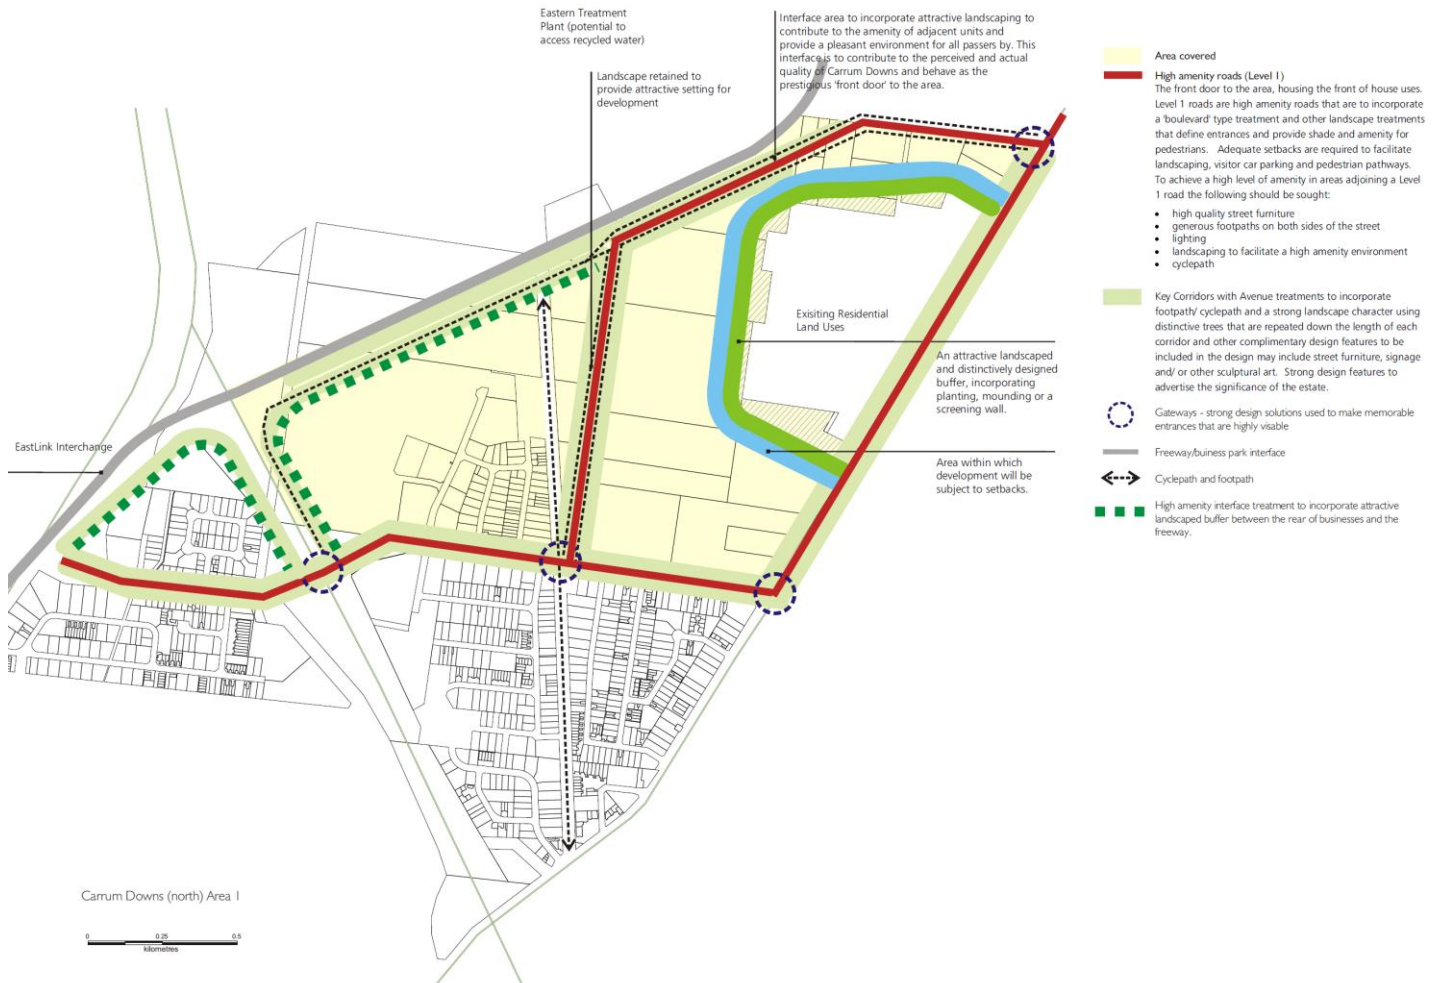 Eastern Treatment
Plant (potential to
access recycled water)
Landscape retained to
provide attractive setting for
development
Interface area to incorporate attractive landscaping to
contribute to the amenity of adjacent units and
provide a pleasant environment for all passers by. This
interface is to contribute to the perceived and actual
quality of Carrum Downs and behave as the
prestigious 'front door' to the area.
Exisiting Residential
Land Uses
An attractive landscaped
and distinctively designed
buffer, incorporating
planting, mounding or a
screening wall.
Area within which
development will be
subject to setbacks.
EastLink Interchange
Carrum Downs (north) Area 1
0 0.25 0.5
kilometres
Area covered
High amenity roads (Level 1)
The front door to the area, housing the front of house uses.
Level 1 roads are high amenity roads that are to incorporate
a 'boulevard' type treatment and other landscape treatments
that define entrances and provide shade and amenity for
pedestrians. Adequate setbacks are required to facilitate
landscaping, visitor car parking and pedestrian pathways.
To achieve a high level of amenity in areas adjoining a Level
1 road the following should be sought:
• high quality street furniture
• generous footpaths on both sides of the street
• lighting
• landscaping to facilitate a high amenity environment
• cyclepath
Key Corridors with Avenue treatments to incorporate
footpath/ cyclepath and a strong landscape character using
distinctive trees that are repeated down the length of each
corridor and other complimentary design features to be
included in the design may include street furniture, signage
and/ or other sculptural art. Strong design features to
advertise the significance of the estate.
Gateways - strong design solutions used to make memorable
entrances that are highly visable
Freeway/buiness park interface
Cyclepath and footpath
High amenity interface treatment to incorporate attractive
landscaped buffer between the rear of businesses and the
freeway.